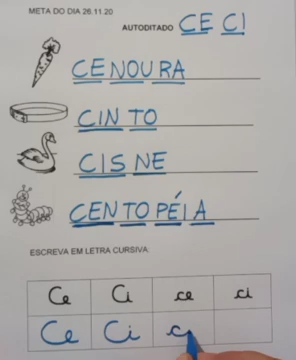 META DO DIA 26.11.20
AUTODITADO CE CI
CENOURA
CINTO
CISNE
CENTOPÉIA
ESCREVA EM LETRA CURSIVA:
Ce Ci ce ci
Ce Ci c